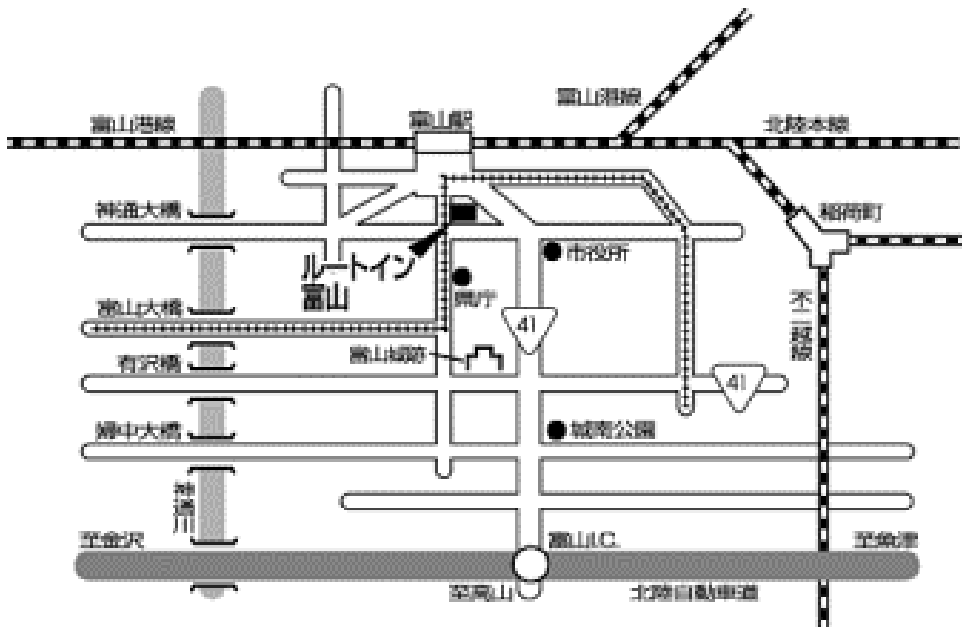 富山港線
富山港線
富山駅
北陸本線
神通大橋
稲荷町
市役所
ルートイン
富山
県庁
富山大橋
不二越線
41
有沢橋
富山城跡
41
婦中大橋
城南公園
神通川
至金沢
富山I.C.
至魚津
至高山
北陸自動車道